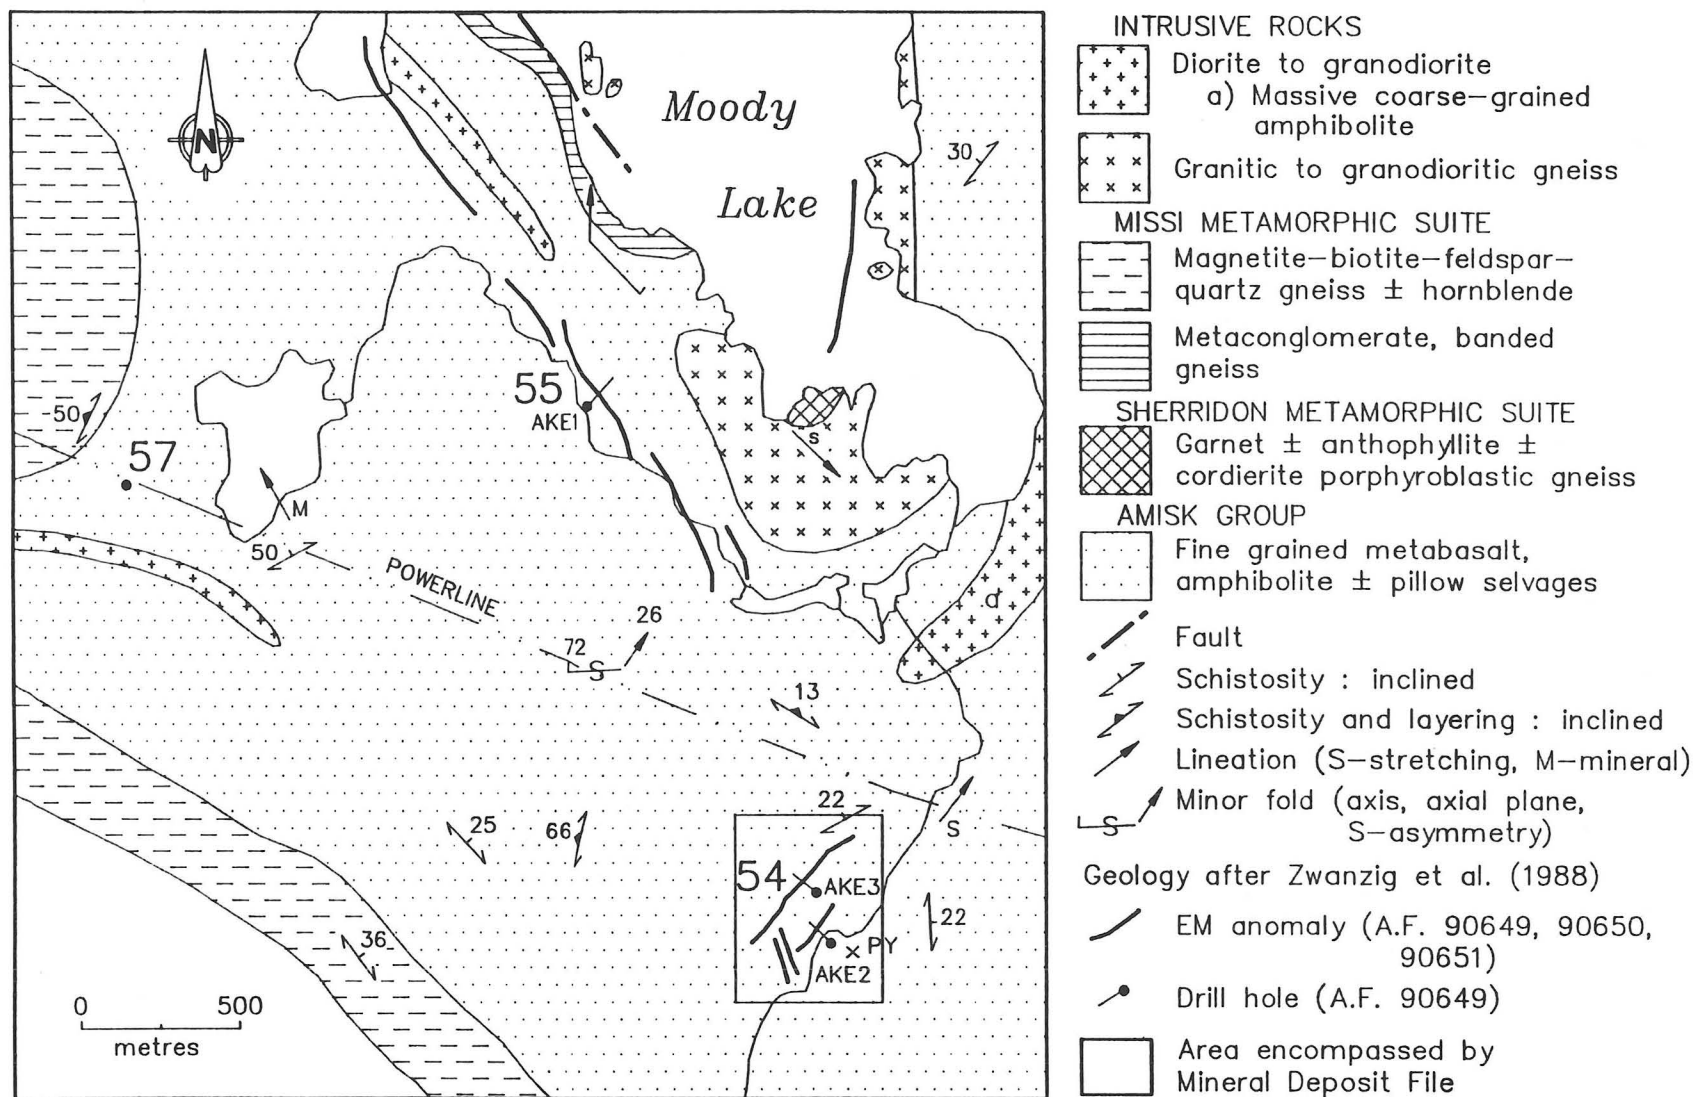 N
Moody
Lake
30
50
57
55
AKE1
s
M
50
POWERLINE
26
72
S
13
a
22
S
25
66
54
AKE3
22
PY
AKE2
36
0 500
metres
INTRUSIVE ROCKS
Diorite to granodiorite
a) Massive coarse-grained
amphibolite
Granitic to granodioritic gneiss
MISSI METAMORPHIC SUITE
Magnetite-biotite-feldspar-
quartz gneiss ± hornblende
Metaconglomerate, banded
gneiss
SHERRIDON METAMORPHIC SUITE
Garnet ± anthophyllite ±
cordierite porphyroblastic gneiss
AMISK GROUP
Fine grained metabasalt,
amphibolite ± pillow selvages
Fault
Schistosity : inclined
Schistosity and layering : inclined
Lineation (S-stretching, M-mineral)
S
Minor fold (axis, axial plane,
S-asymmetry)
Geology after Zwanzig et al. (1988)
EM anomaly (A.F. 90649, 90650,
90651)
Drill hole (A.F. 90649)
Area encompassed by
Mineral Deposit File